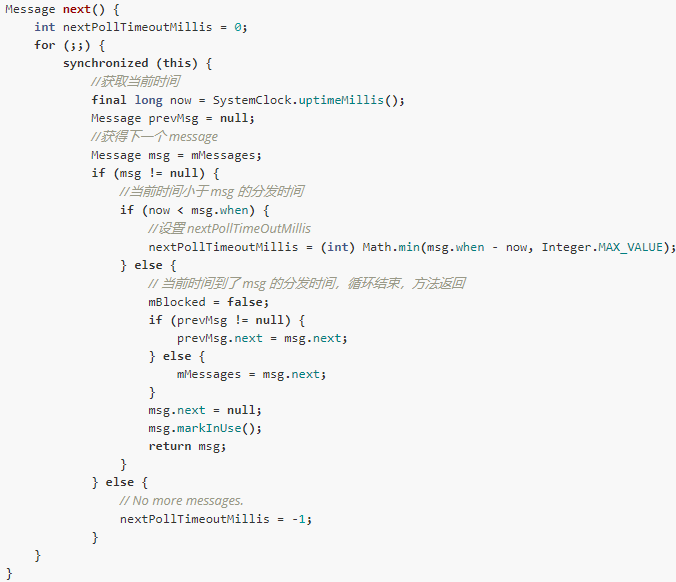 Message next() {
    int nextPollTimeoutMillis = 0;
    for (;;) {
        synchronized (this) {
            //获取当前时间
            final long now = SystemClock.uptimeMillis();
            Message prevMsg = null;
            //获得下一个 message
            Message msg = mMessages;
            if (msg != null) {
                //当前时间小于 msg 的分发时间
                if (now < msg.when) {
                    //设置 nextPollTimeOutMillis
                    nextPollTimeoutMillis = (int) Math.min(msg.when - now, Integer.MAX_VALUE);
                } else {
                    // 当前时间到了 msg 的分发时间，循环结束，方法返回
                    mBlocked = false;
                    if (prevMsg != null) {
                        prevMsg.next = msg.next;
                    } else {
                        mMessages = msg.next;
                    }
                    msg.next = null;
                    msg.markInUse();
                    return msg;
                }
            } else {
                // No more messages.
                nextPollTimeoutMillis = -1;
            }
    }
}